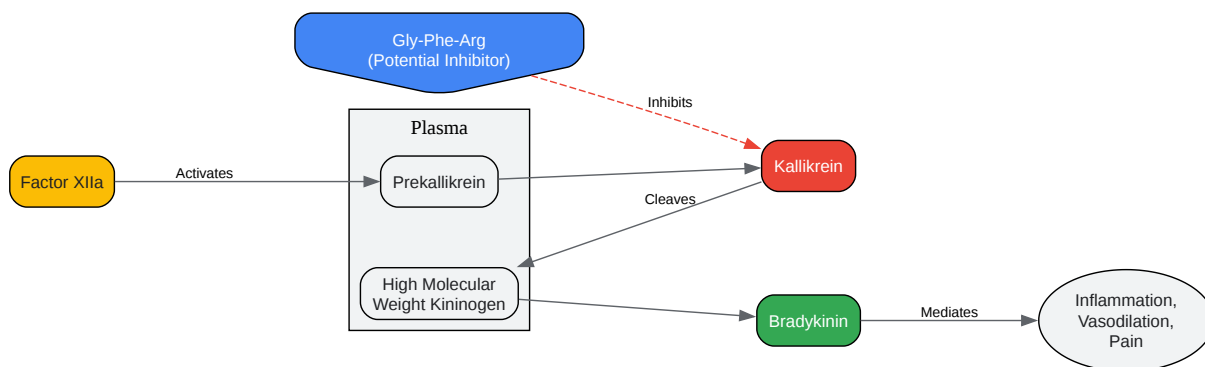 Gly-Phe-Arg
(Potential Inhibitor)
Inhibits
Plasma
Kallikrein
Factor XIIa
Activates
Prekallikrein
Cleaves
High Molecular
Weight Kininogen
Bradykinin
Mediates
Inflammation,
Vasodilation,
Pain